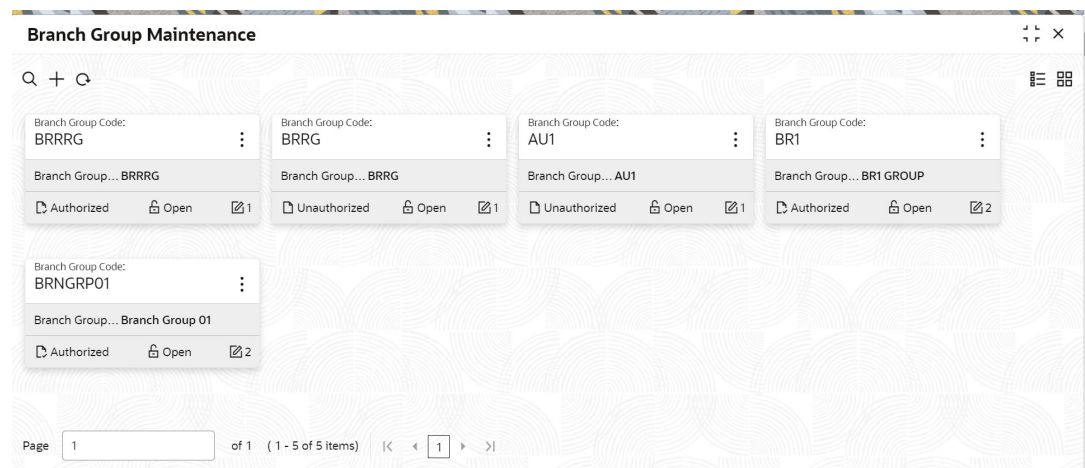 Branch Group Maintenance
Branch Group Code: Branch Group Code: Branch Group Code: Branch Group Code:
BRRRG BRRG AU1 BR1
Branch Group... BRRRG Branch Group... BRRG Branch Group... AU1 Branch Group... BR1 GROUP
Authorized Open 1 Unauthorized Open 1 Unauthorized Open 1 Authorized Open 2
Branch Group Code:
BRNGRP01
Branch Group... Branch Group 01
Authorized Open 2
Page 1 of 1 ( 1 - 5 of 5 items) 1